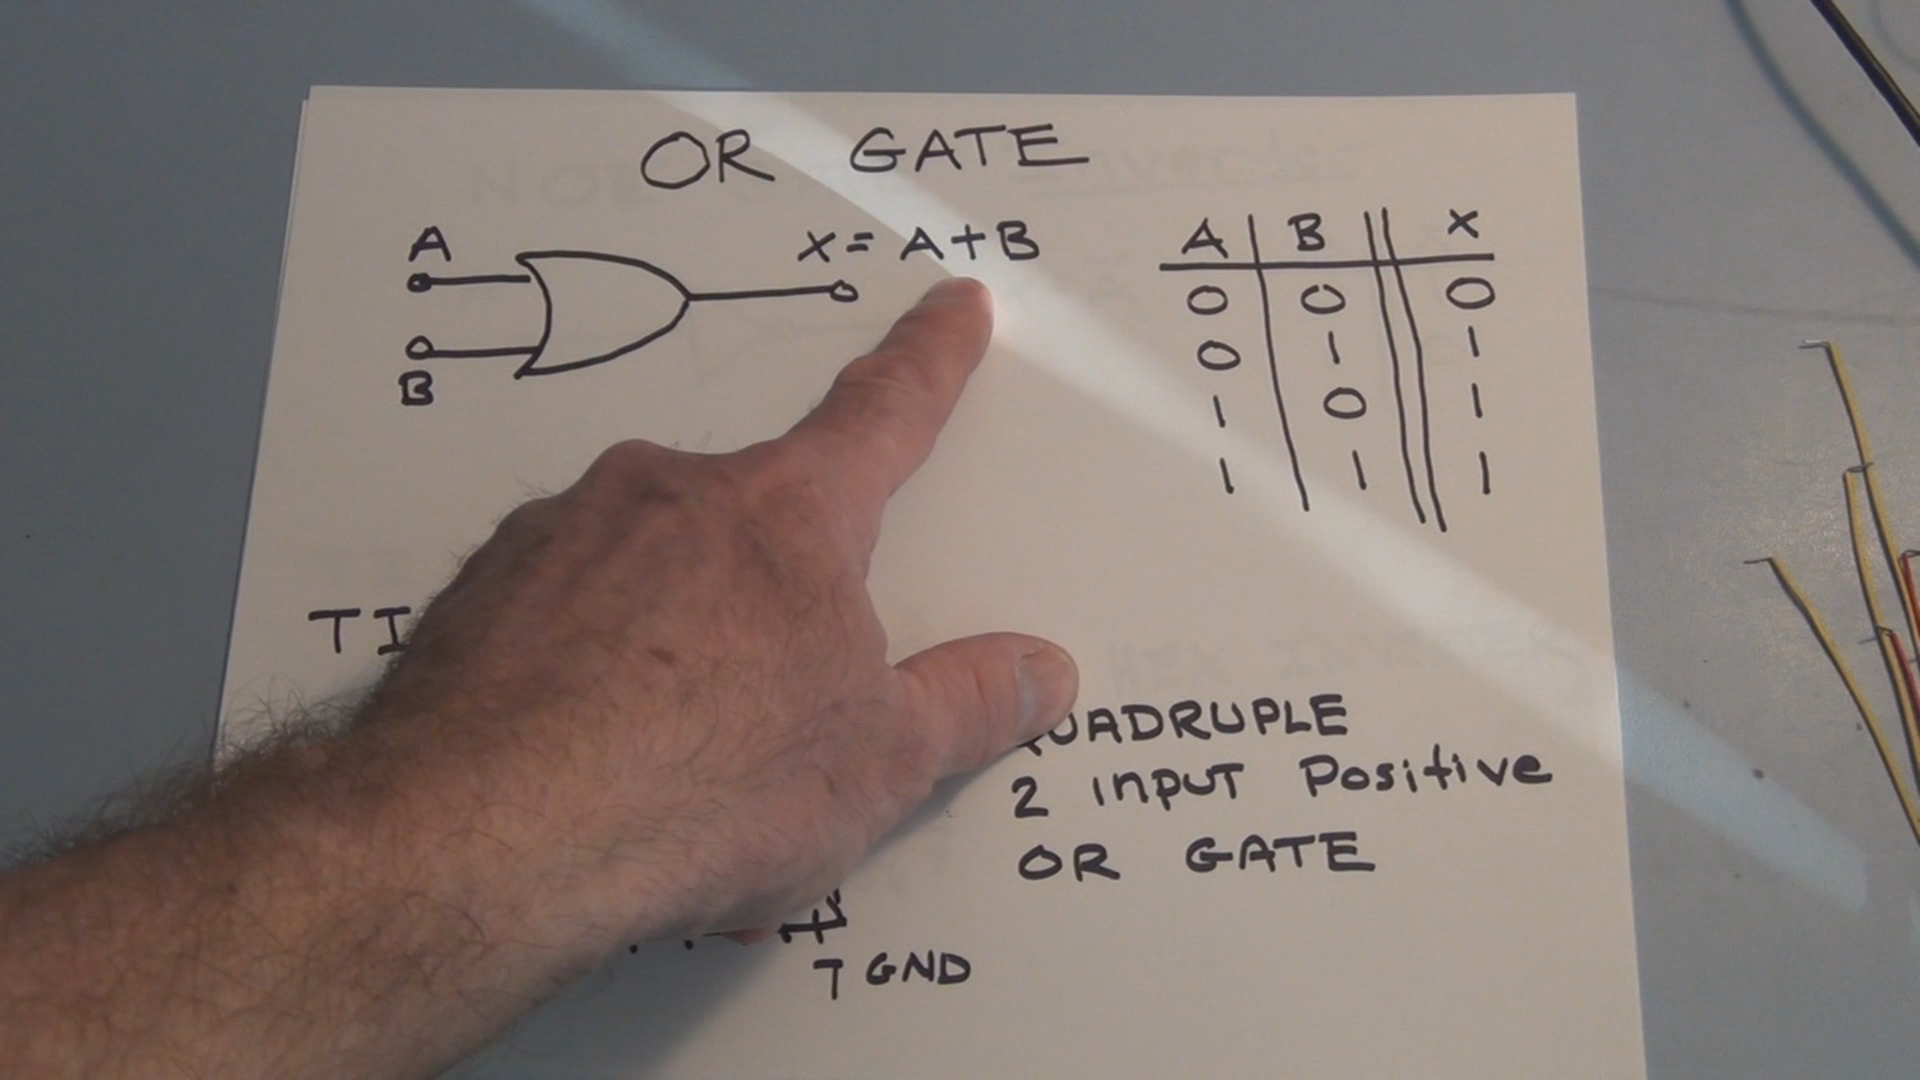 OR GATE
A
X = A+B
B
A B X
0 0 0
0 1 1
1 0 1
1 1 1
QUADRUPLE
2 INPUT Positive
OR GATE
7 GND